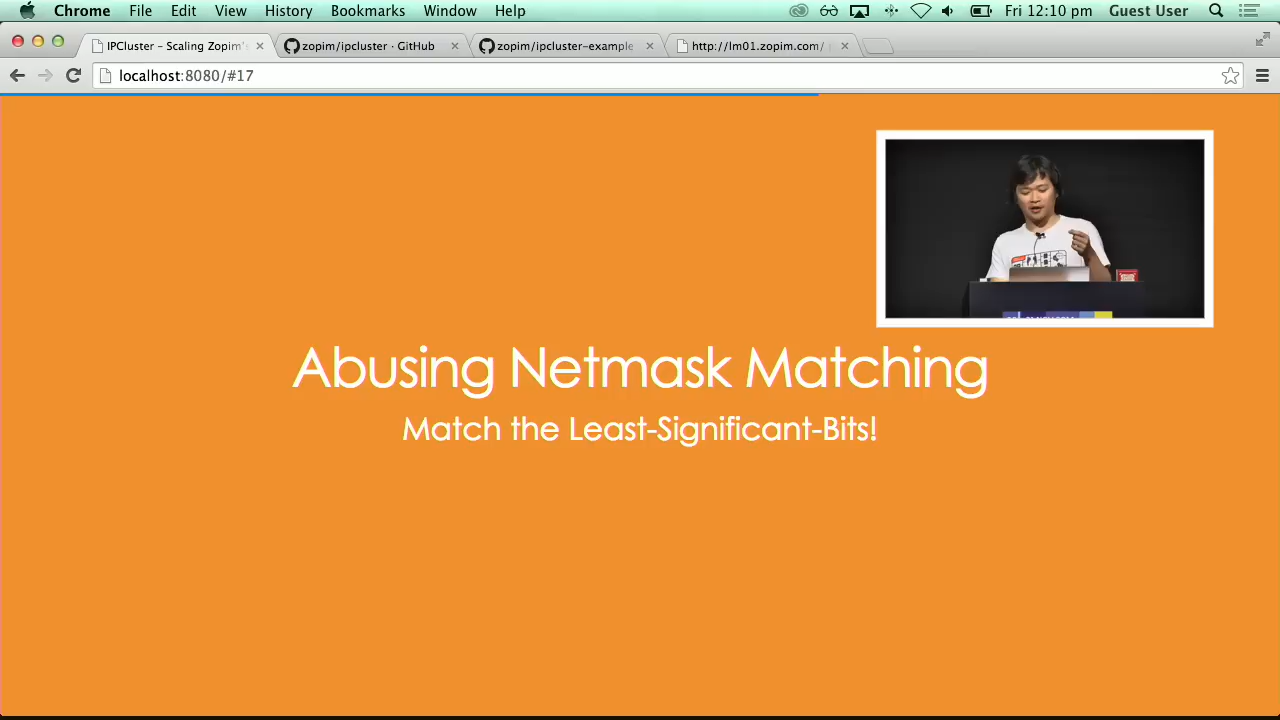 Chrome File Edit View History Bookmarks Window Help Fri 12:10 pm Guest User
IPCluster – Scaling Zopim's zopim/ipcluster · GitHub zopim/ipcluster-example http://lm01.zopim.com/
localhost:8080/#17
Abusing Netmask Matching
Match the Least-Significant-Bits!